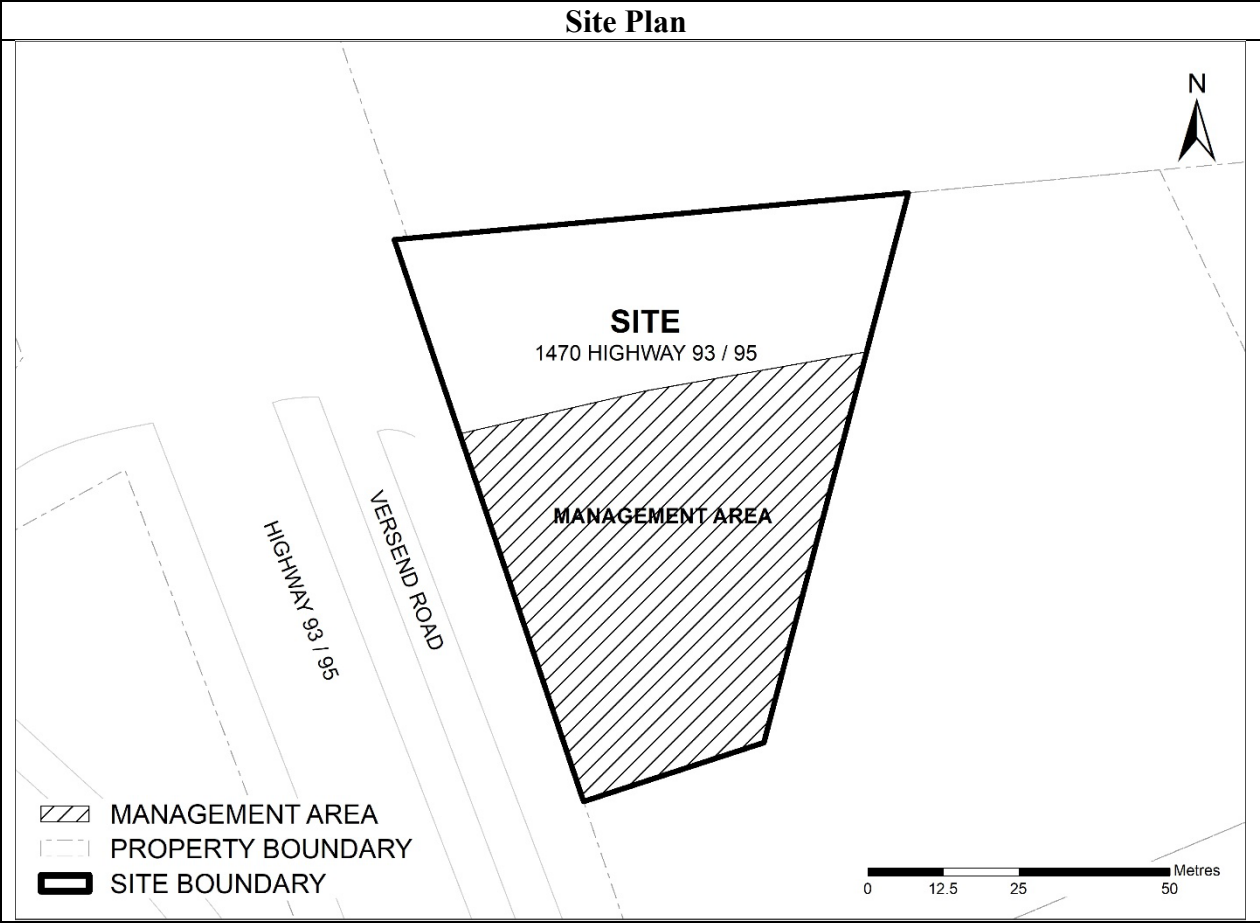 Site Plan
N
SITE
1470 HIGHWAY 93 / 95
MANAGEMENT AREA
VERSEND ROAD
HIGHWAY 93 / 95
MANAGEMENT AREA
PROPERTY BOUNDARY
SITE BOUNDARY
Metres
0 12.5 25 50